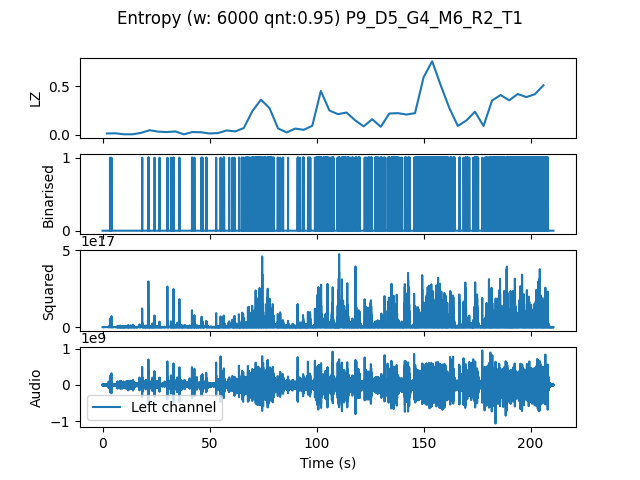 Entropy (w: 6000 qnt:0.95) P9_D5_G4_M6_R2_T1
LZ
0.5
0.0
Binarised
1
0
1e17
Squared
5
0
1e9
Audio
1
0
−1
Left channel
0
50
100
150
200
Time (s)